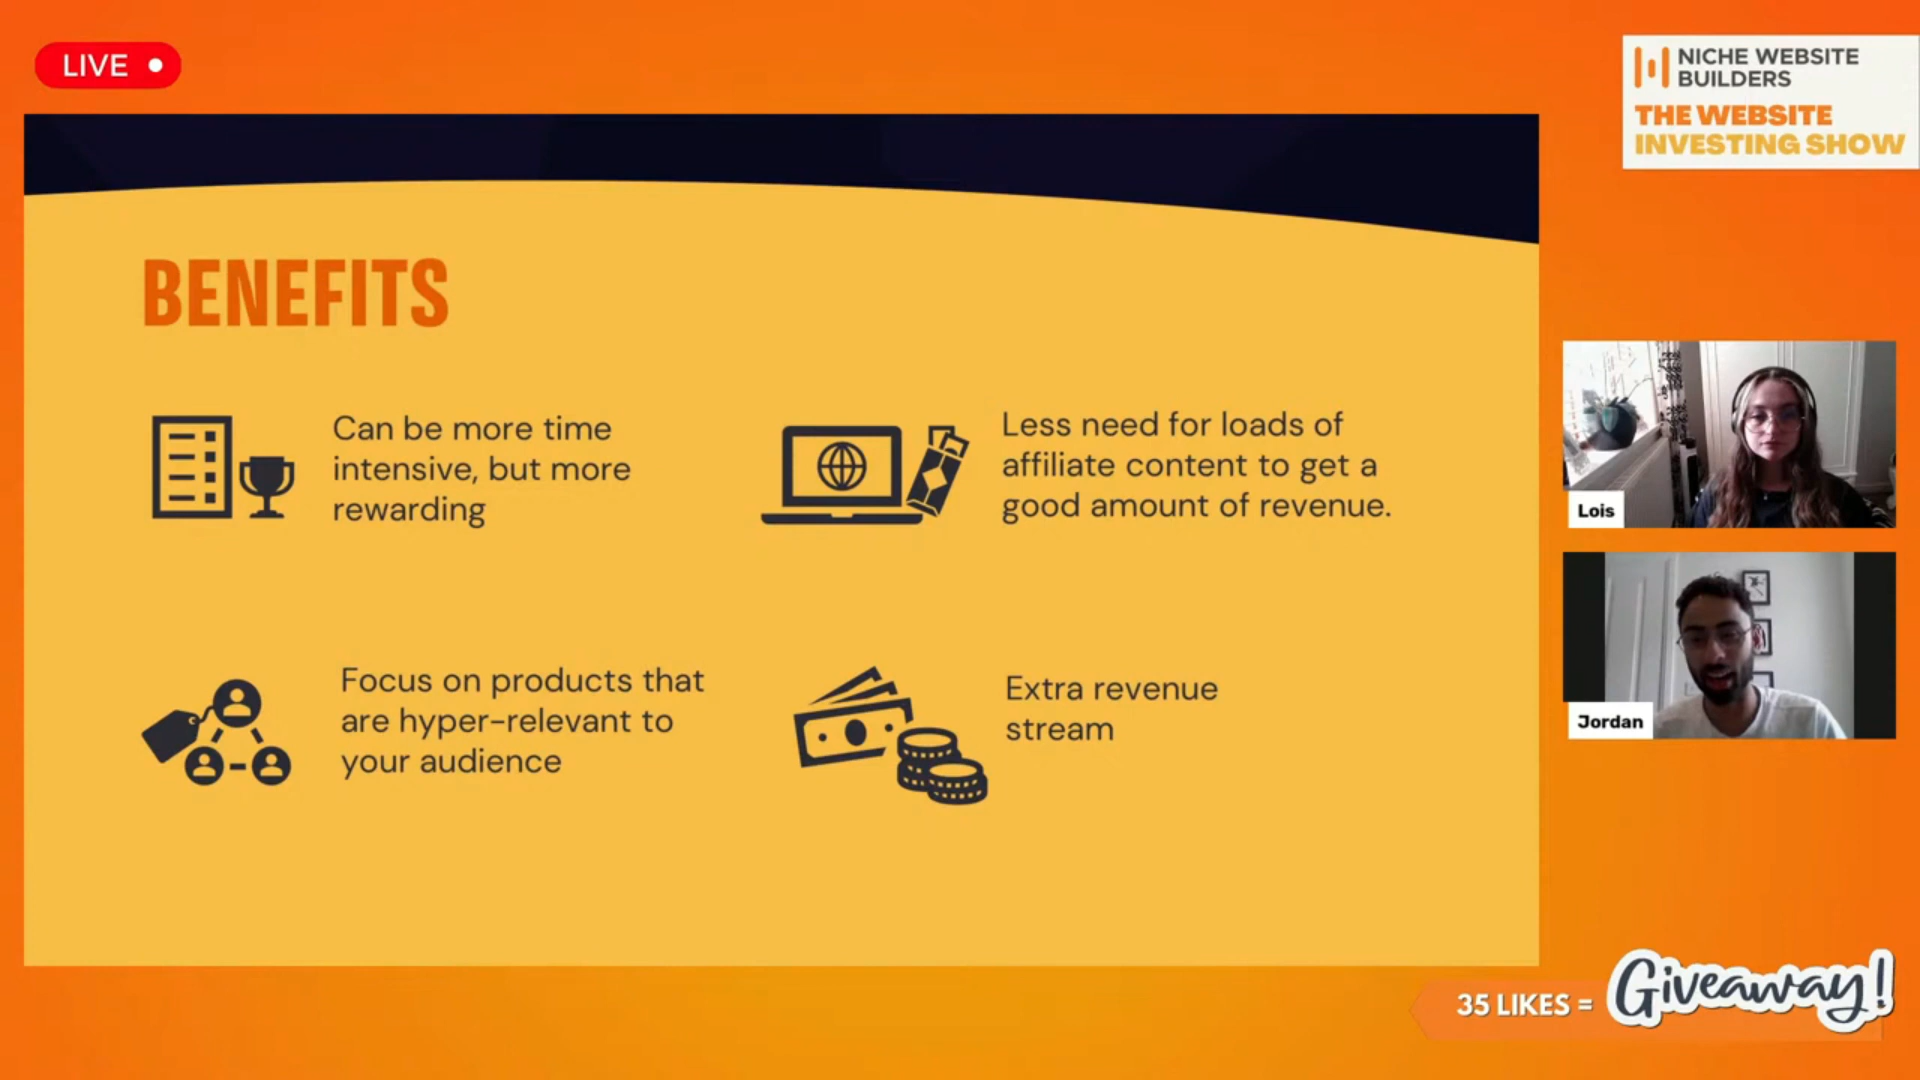 LIVE
NICHE WEBSITE
BUILDERS
THE WEBSITE
INVESTING SHOW
BENEFITS
Can be more time
intensive, but more
rewarding
Less need for loads of
affiliate content to get a
good amount of revenue.
Focus on products that
are hyper-relevant to
your audience
Extra revenue
stream
Lois
Jordan
35 LIKES = Giveaway!